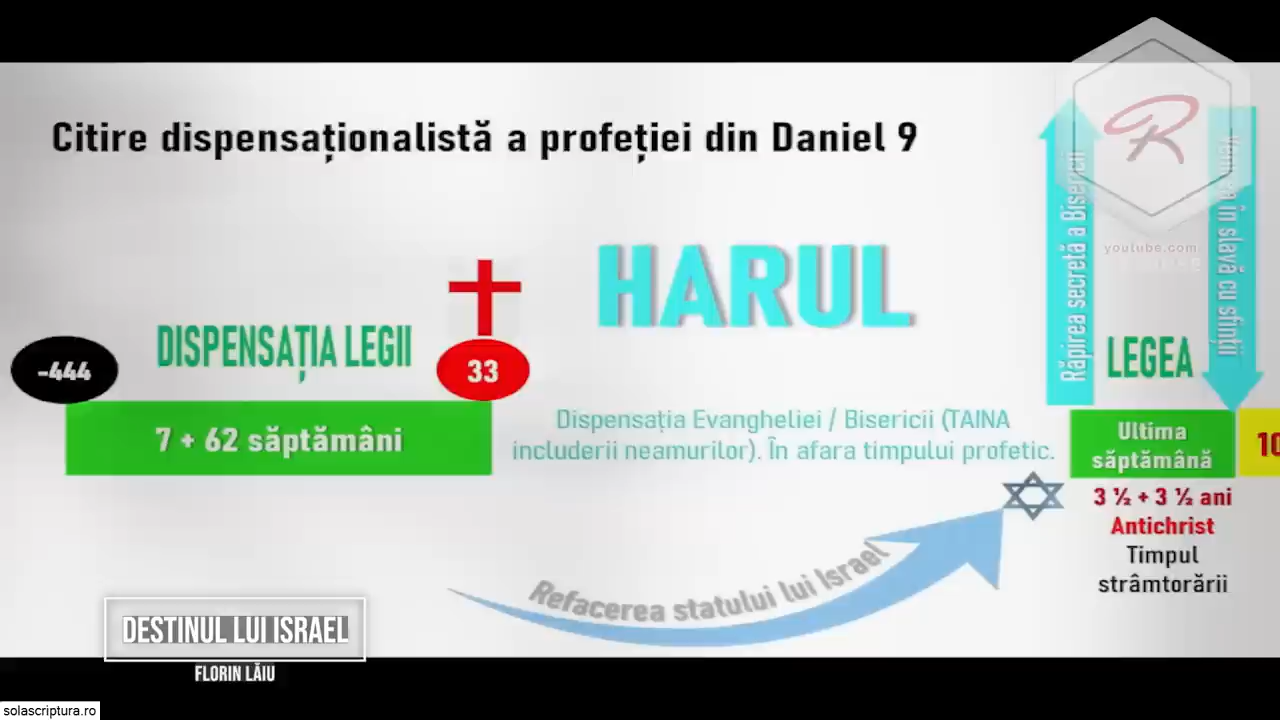 Citire dispensaționalistă a profeției din Daniel 9
HARUL
DISPENSAȚIA LEGII
-444
33
7 + 62 săptămâni
Dispensația Evangheliei / Bisericii (TAINA
includerii neamurilor). În afara timpului profetic.
Refacerea statului lui Israel
Răpirea secretă a Bisericii
în slavă cu sfinții
R
youtube.com
LEGEA
Ultima
săptămână
10
3 ½ + 3 ½ ani
Antichrist
Timpul
strâmtorării
DESTINUL LUI ISRAEL
FLORIN LĂIU
solascriptura.ro